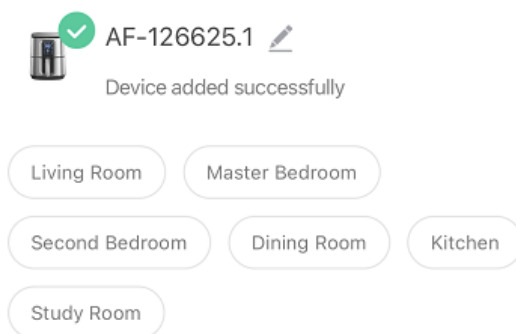 AF-126625.1
Device added successfully
Living Room Master Bedroom
Second Bedroom Dining Room Kitchen
Study Room